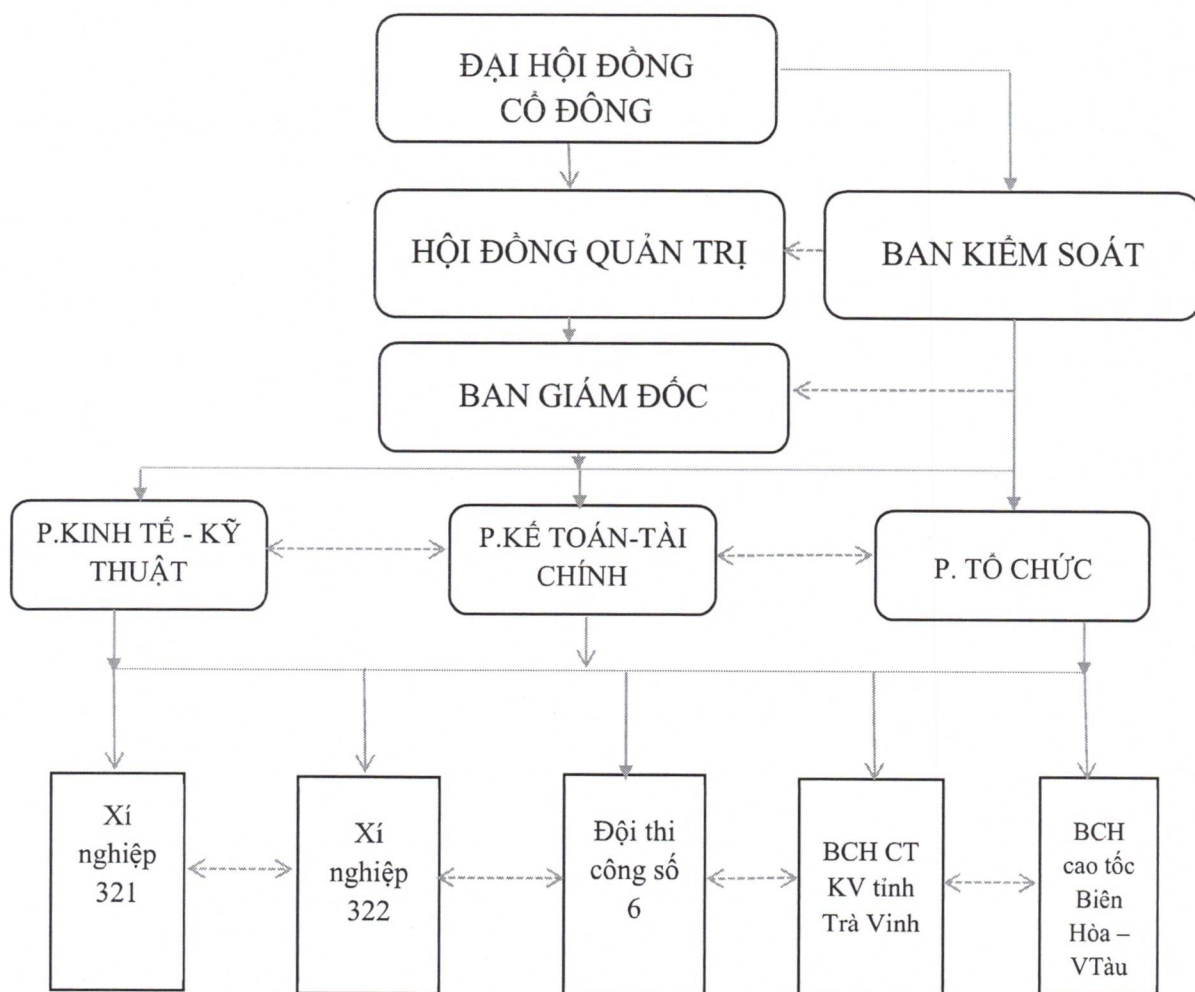 ĐẠI HỘI ĐỒNG
CỔ ĐÔNG
HỘI ĐỒNG QUẢN TRỊ
BAN KIỂM SOÁT
BAN GIÁM ĐỐC
P.KINH TẾ - KỸ
THUẬT
P.KẾ TOÁN-TÀI
CHÍNH
P. TỔ CHỨC
Xí
nghiệp
321
Xí
nghiệp
322
Đội thi
công số
6
BCH CT
KV tỉnh
Trà Vinh
BCH
cao tốc
Biên
Hòa –
VTàu